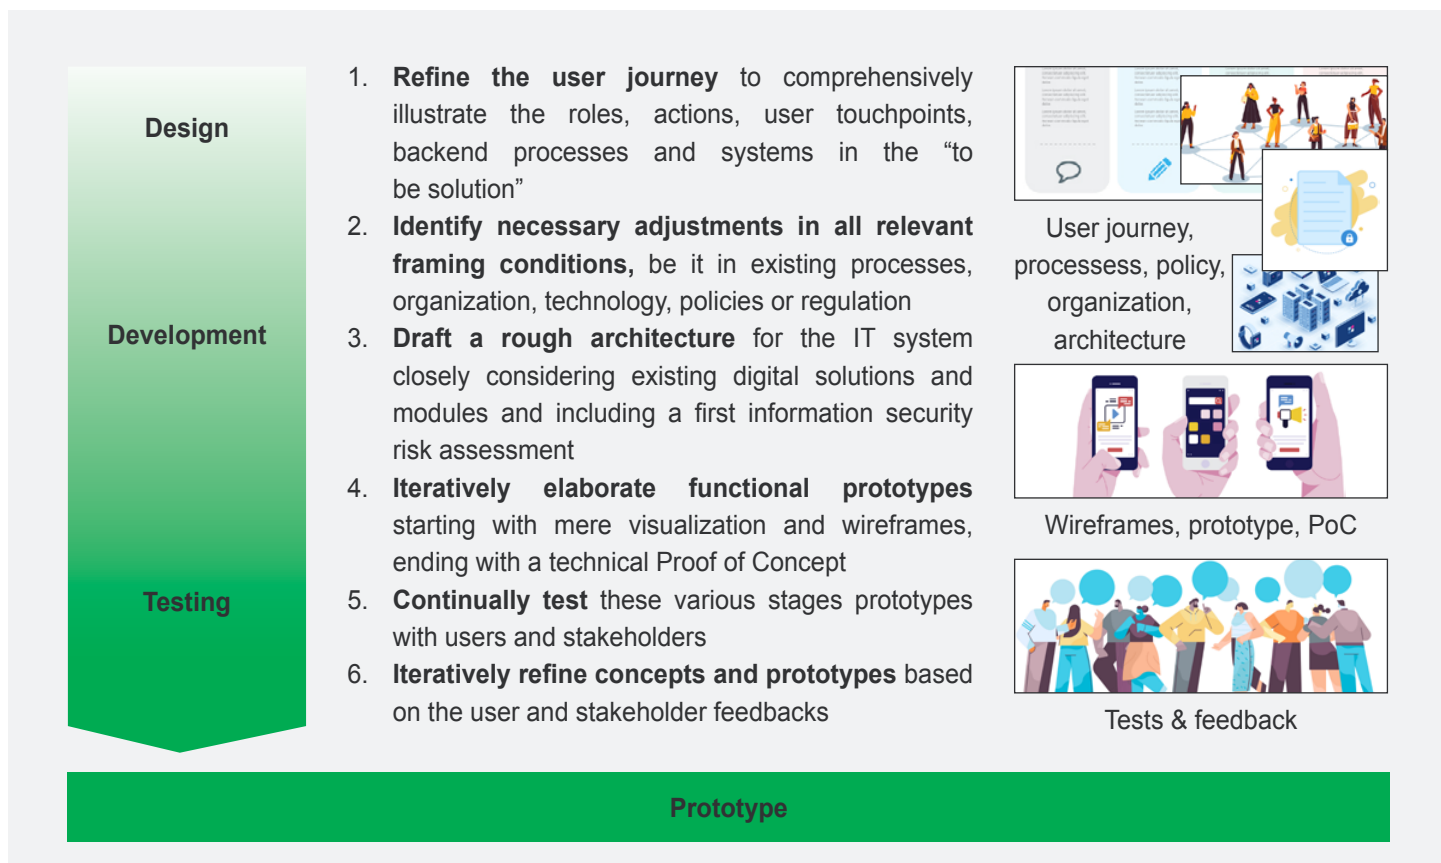 Design
Development
Testing
1. Refine the user journey to comprehensively
illustrate the roles, actions, user touchpoints,
backend processes and systems in the “to
be solution”
2. Identify necessary adjustments in all relevant
framing conditions, be it in existing processes,
organization, technology, policies or regulation
3. Draft a rough architecture for the IT system
closely considering existing digital solutions and
modules and including a first information security
risk assessment
4. Iteratively elaborate functional prototypes
starting with mere visualization and wireframes,
ending with a technical Proof of Concept
5. Continually test these various stages prototypes
with users and stakeholders
6. Iteratively refine concepts and prototypes based
on the user and stakeholder feedbacks
User journey,
processess, policy,
organization,
architecture
Wireframes, prototype, PoC
Tests & feedback
Prototype